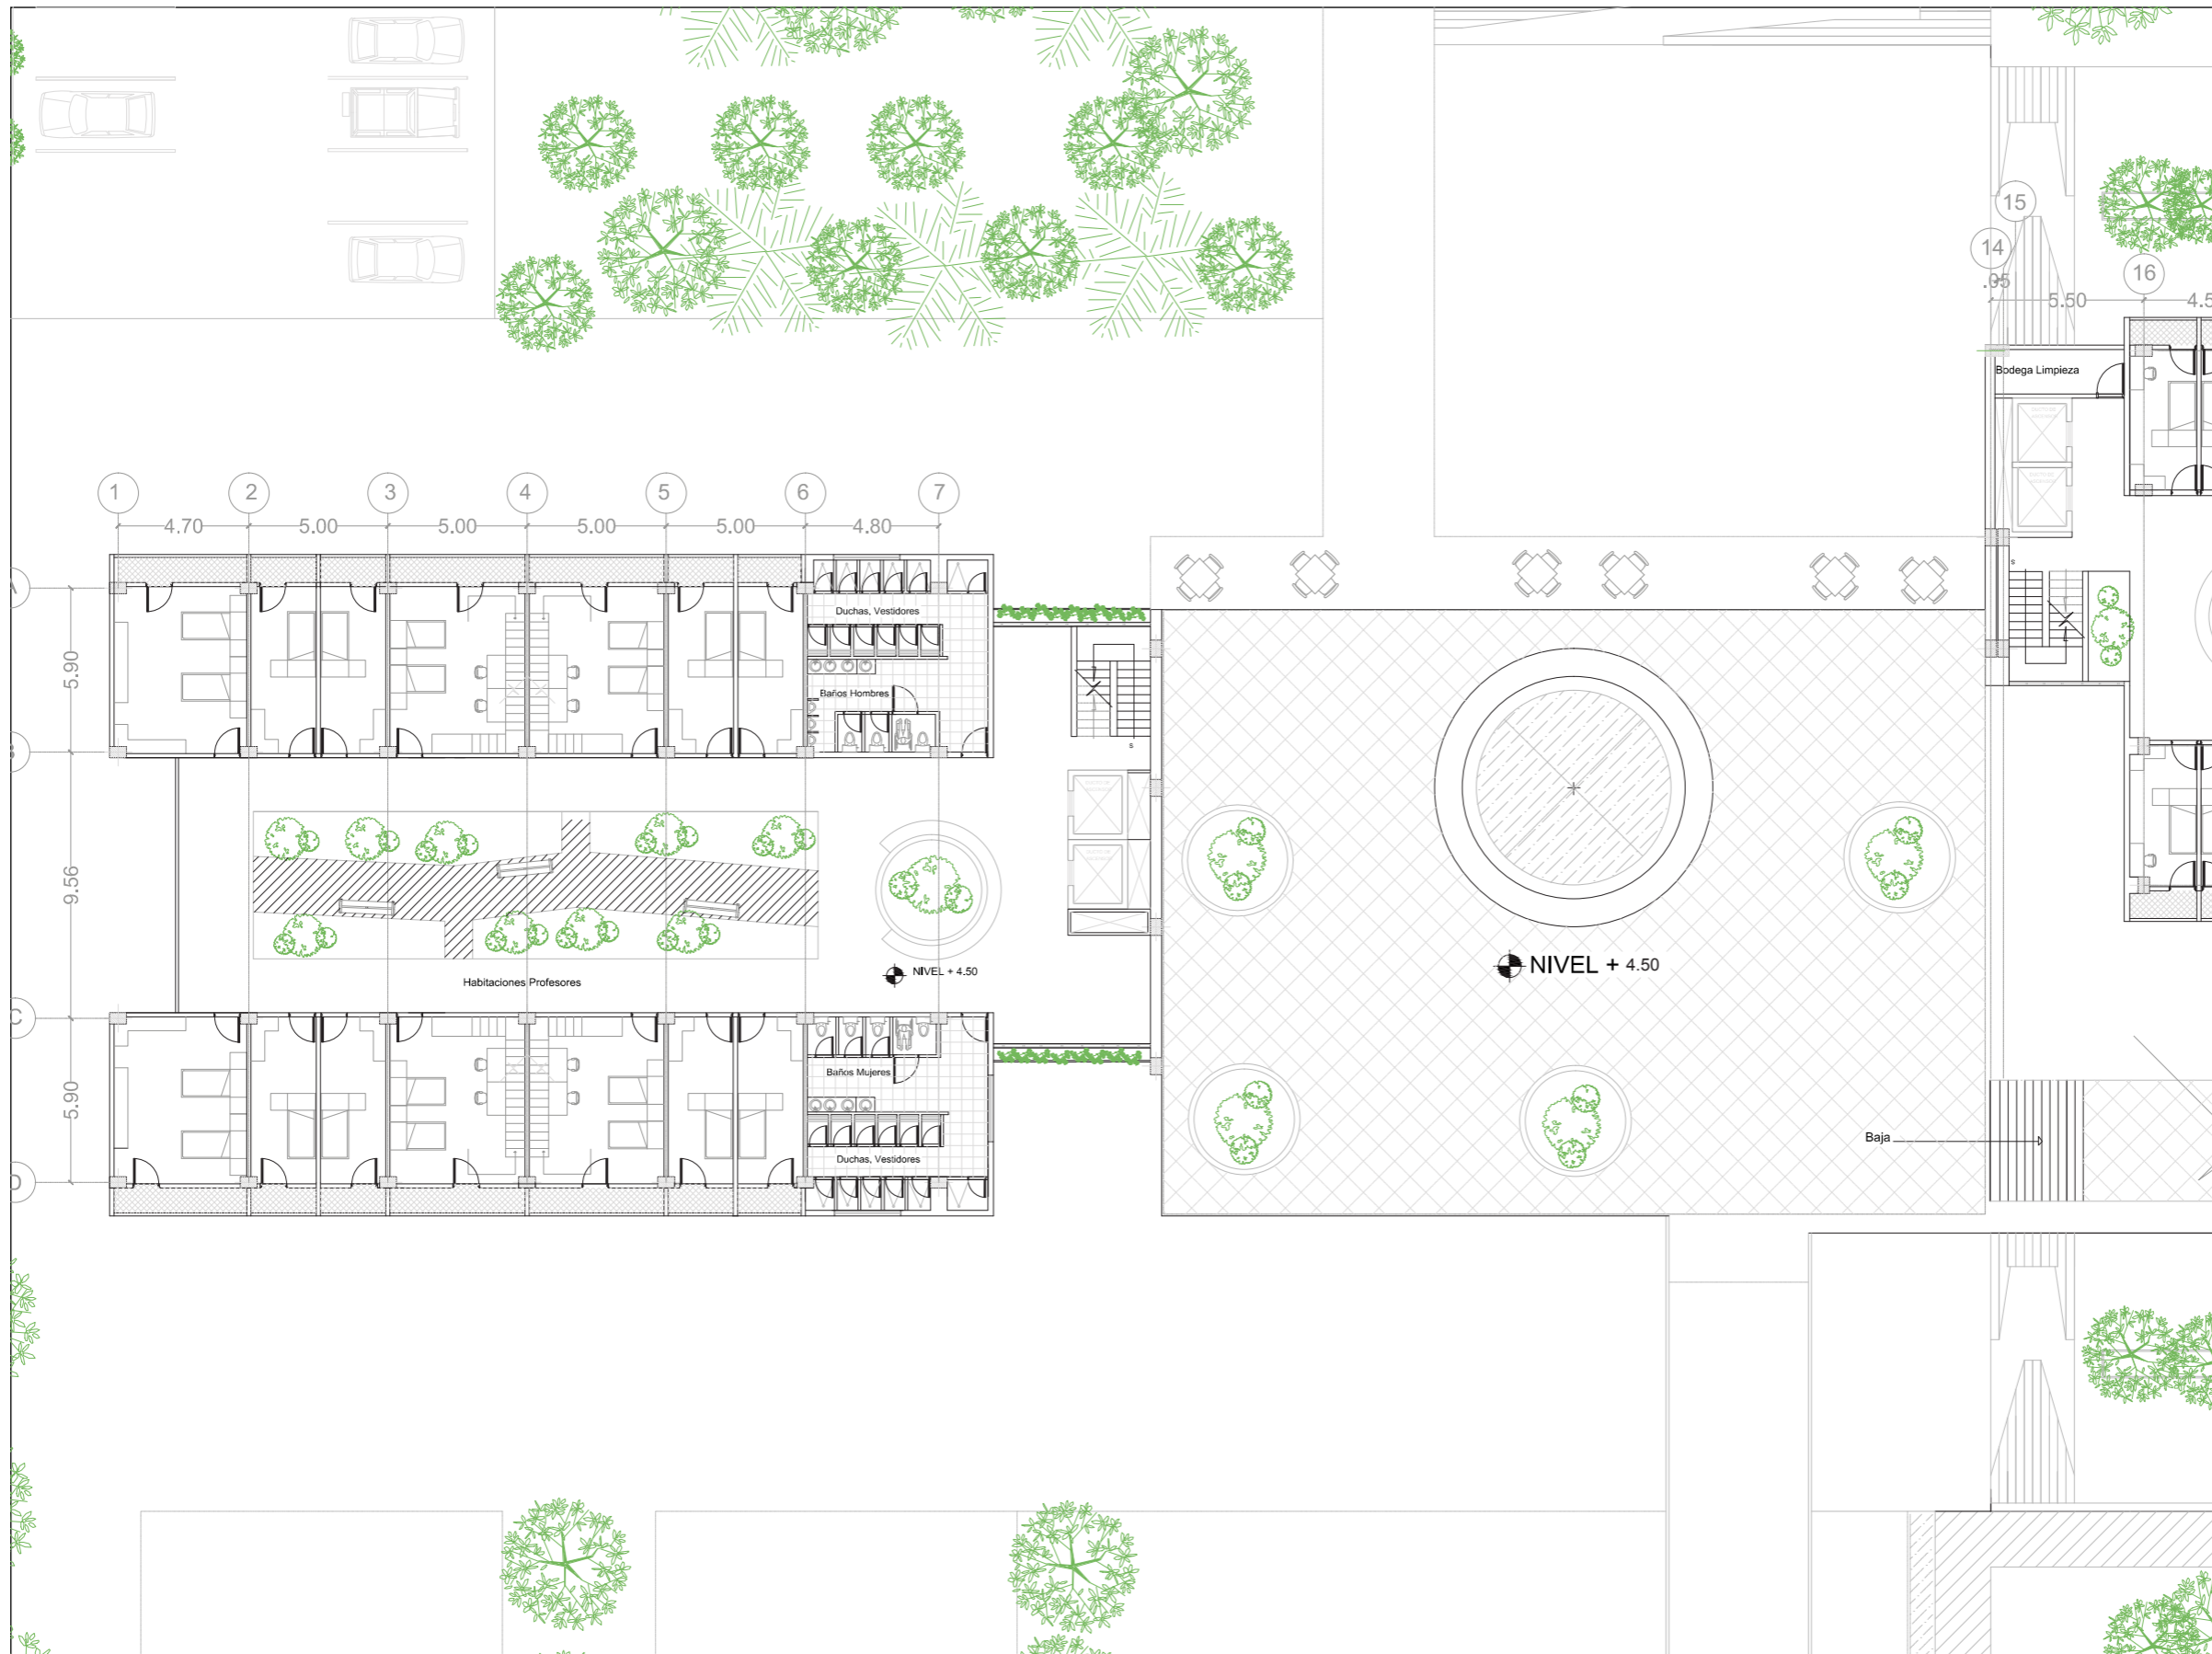 15
14
16
.05
5.50
4.5
Bodega Limpieza
1
2
3
4
5
6
7
4.70
5.00
5.00
5.00
5.00
4.80
A
5.90
Duchas, Vestidores
Baños Hombres
B
S
S
9.56
NIVEL + 4.50
NIVEL + 4.50
Habitaciones Profesores
C
Baños Mujeres
5.90
Baja
Duchas, Vestidores
D